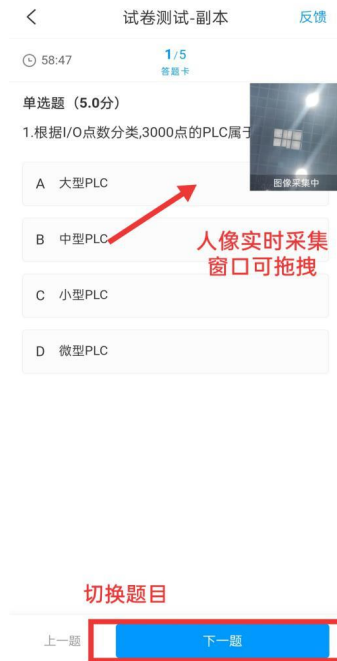 试卷测试-副本 反馈
58:47 1/5
答题卡
单选题（5.0分）
1.根据I/O点数分类,3000点的PLC属于
图像采集中
A 大型PLC
B 中型PLC
人像实时采集
窗口可拖拽
C 小型PLC
D 微型PLC
切换题目
上一题 下一题